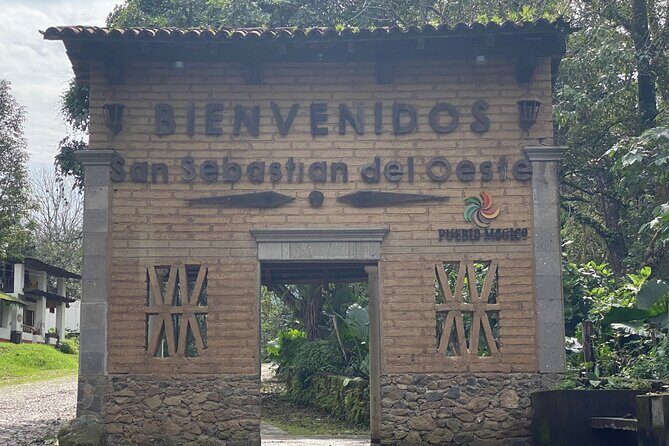 BIENVENIDOS
San Sebastian del Oeste
PUEBLO MÁGICO